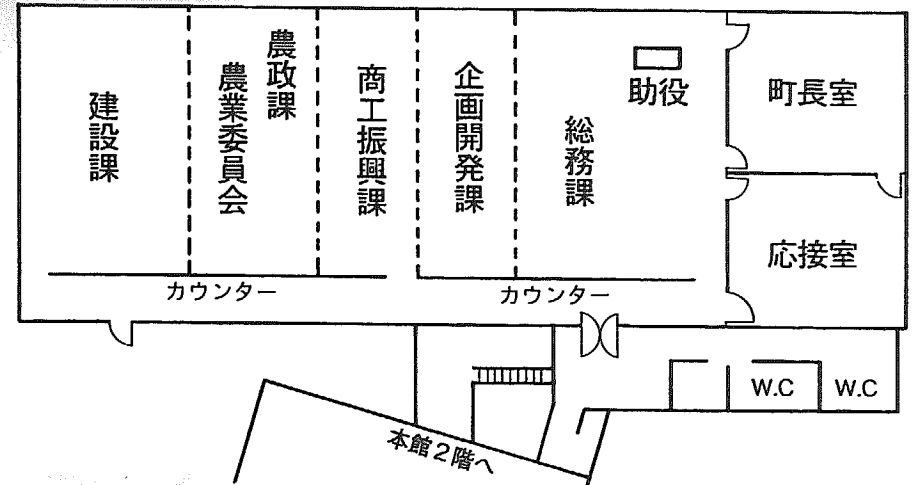 建設課
農業委員会
農政課
商工振興課
企画開発課
総務課
助役
町長室
応接室
カウンター
カウンター
W.C
W.C
本館2階へ